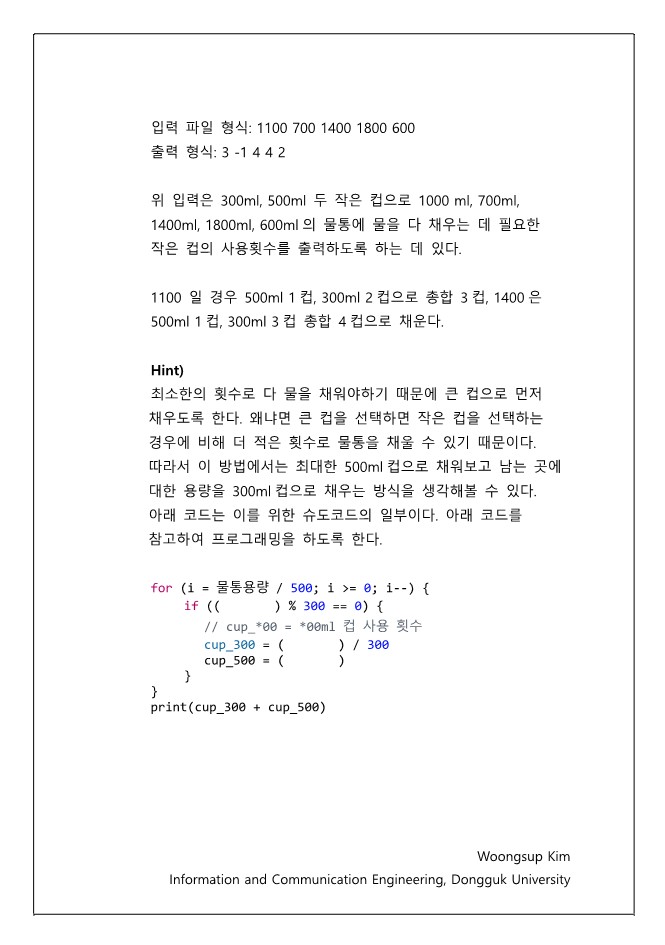 입력 파일 형식: 1100 700 1400 1800 600
출력 형식: 3 -1 4 4 2
위 입력은 300ml, 500ml 두 작은 컵으로 1000 ml, 700ml,
1400ml, 1800ml, 600ml 의 물통에 물을 다 채우는 데 필요한
작은 컵의 사용횟수를 출력하도록 하는 데 있다.
1100 일 경우 500ml 1 컵, 300ml 2 컵으로 총합 3 컵, 1400 은
500ml 1 컵, 300ml 3 컵 총합 4 컵으로 채운다.
Hint)
최소한의 횟수로 다 물을 채워야하기 때문에 큰 컵으로 먼저
채우도록 한다. 왜냐면 큰 컵을 선택하면 작은 컵을 선택하는
경우에 비해 더 적은 횟수로 물통을 채울 수 있기 때문이다.
따라서 이 방법에서는 최대한 500ml 컵으로 채워보고 남는 곳에
대한 용량을 300ml 컵으로 채우는 방식을 생각해볼 수 있다.
아래 코드는 이를 위한 슈도코드의 일부이다. 아래 코드를
참고하여 프로그래밍을 하도록 한다.
for (i = 물통용량 / 500; i >= 0; i--) {
if ((       ) % 300 == 0) {
// cup_*00 = *00ml 컵 사용 횟수
cup_300 = (       ) / 300
cup_500 = (       )
}
}
print(cup_300 + cup_500)
Woongsup Kim
Information and Communication Engineering, Dongguk University